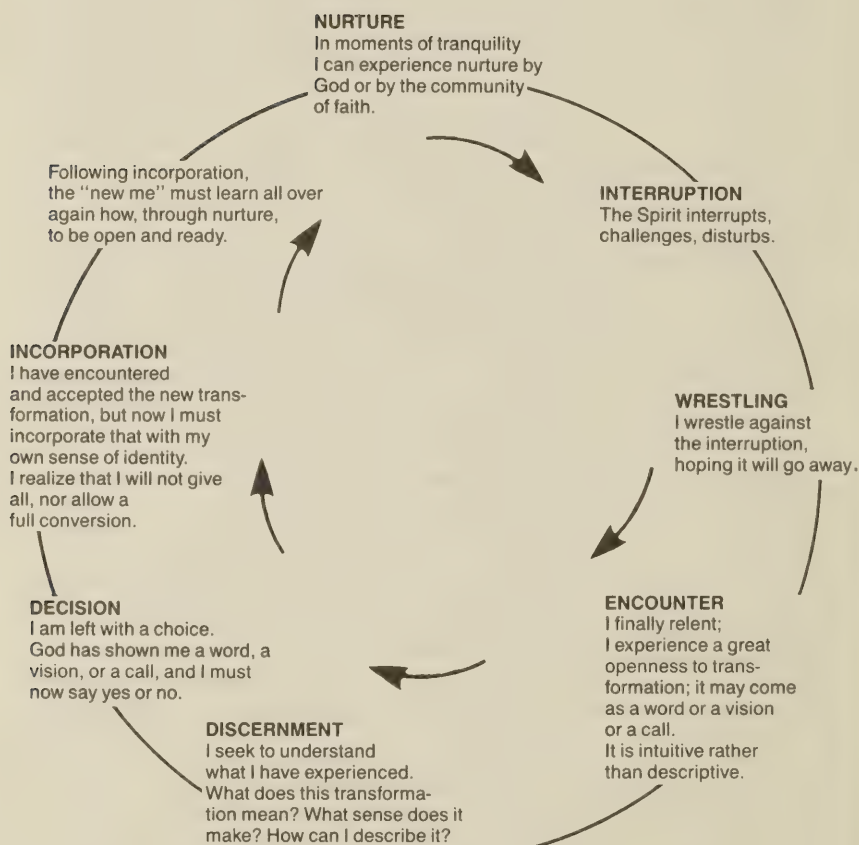 NURTURE
In moments of tranquility
I can experience nurture by
God or by the community
of faith.
INTERRUPTION
The Spirit interrupts,
challenges, disturbs.
WRESTLING
I wrestle against
the interruption,
hoping it will go away.
ENCOUNTER
I finally relent;
I experience a great
openness to trans-
formation; it may come
as a word or a vision
or a call.
It is intuitive rather
than descriptive.
DISCERNMENT
I seek to understand
what I have experienced.
What does this transforma-
tion mean? What sense does it
make? How can I describe it?
DECISION
I am left with a choice.
God has shown me a word, a
vision, or a call, and I must
now say yes or no.
INCORPORATION
I have encountered
and accepted the new trans-
formation, but now I must
incorporate that with my
own sense of identity.
I realize that I will not give
all, nor allow a
full conversion.
Following incorporation,
the "new me" must learn all over
again how, through nurture,
to be open and ready.